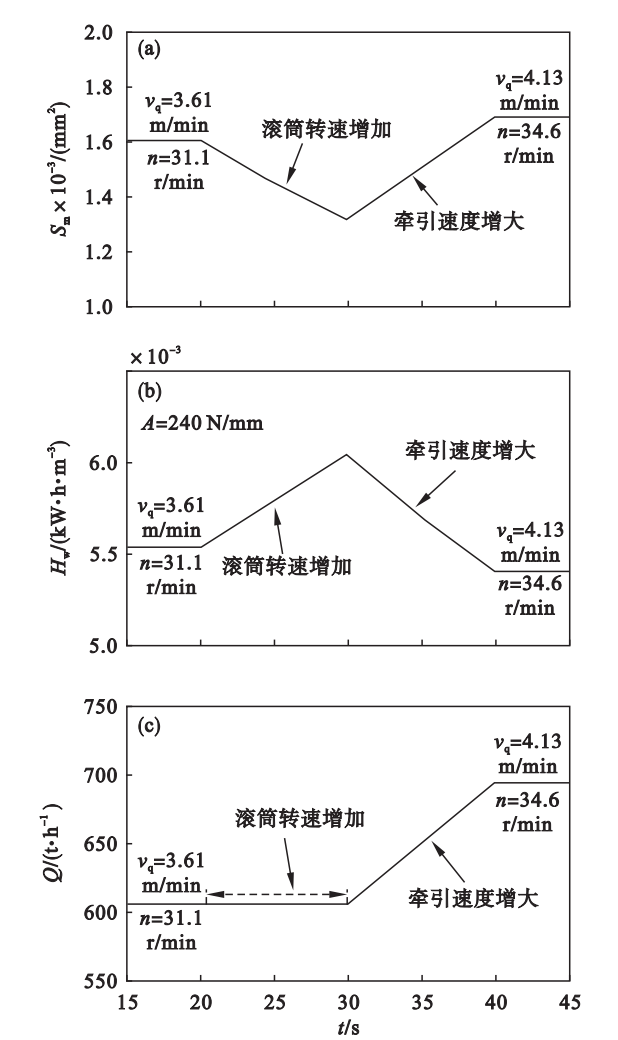 2.0
(a)
1.8
v_q=3.61
m/min
滚筒转速增加
v_q=4.13
m/min
1.6
n=31.1
r/min
n=34.6
r/min
S_m×10⁻³/(mm²)
1.4
牵引速度增大
1.2
1.0
×10⁻³
(b)
A=240 N/mm
牵引速度增大
6.0
H_w/(kW·h·m⁻³)
v_q=3.61
m/min
v_q=4.13
m/min
5.5
n=31.1
r/min
滚筒转速增加
n=34.6
r/min
5.0
750
(c)
v_q=4.13
m/min
700
n=34.6
r/min
滚筒转速增加
Q/(t·h⁻¹)
650
v_q=3.61
m/min
牵引速度增大
600
n=31.1
r/min
550
15 20 25 30 35 40 45
t/s